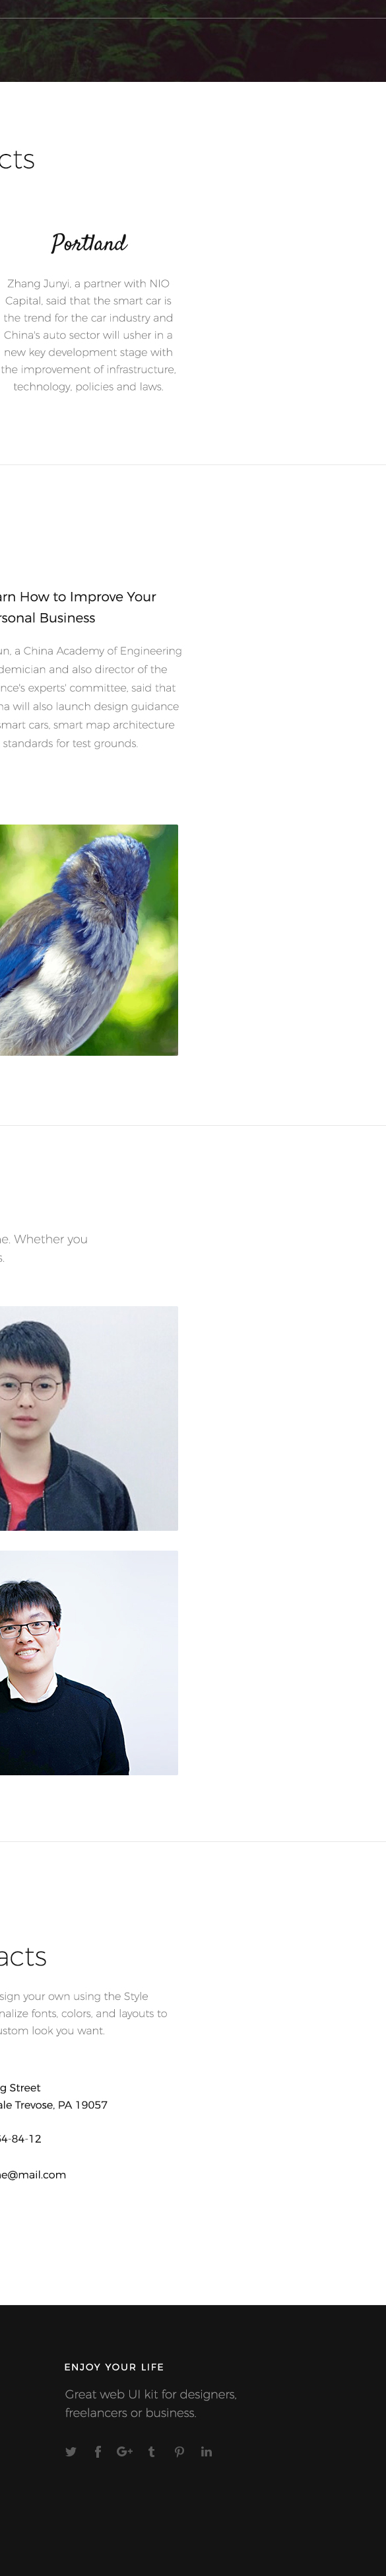 cts
Portland
Zhang Junyi, a partner with NIO
Capital, said that the smart car is
the trend for the car industry and
China's auto sector will usher in a
new key development stage with
the improvement of infrastructure,
technology, policies and laws.
arn How to Improve Your
rsonal Business
un, a China Academy of Engineering
demician and also director of the
nce's experts' committee, said that
na will also launch design guidance
smart cars, smart map architecture
standards for test grounds.
e. Whether you
s.
acts
sign your own using the Style
nalize fonts, colors, and layouts to
ustom look you want.
g Street
ale Trevose, PA 19057
64-84-12
e@mail.com
ENJOY YOUR LIFE
Great web UI kit for designers,
freelancers or business.